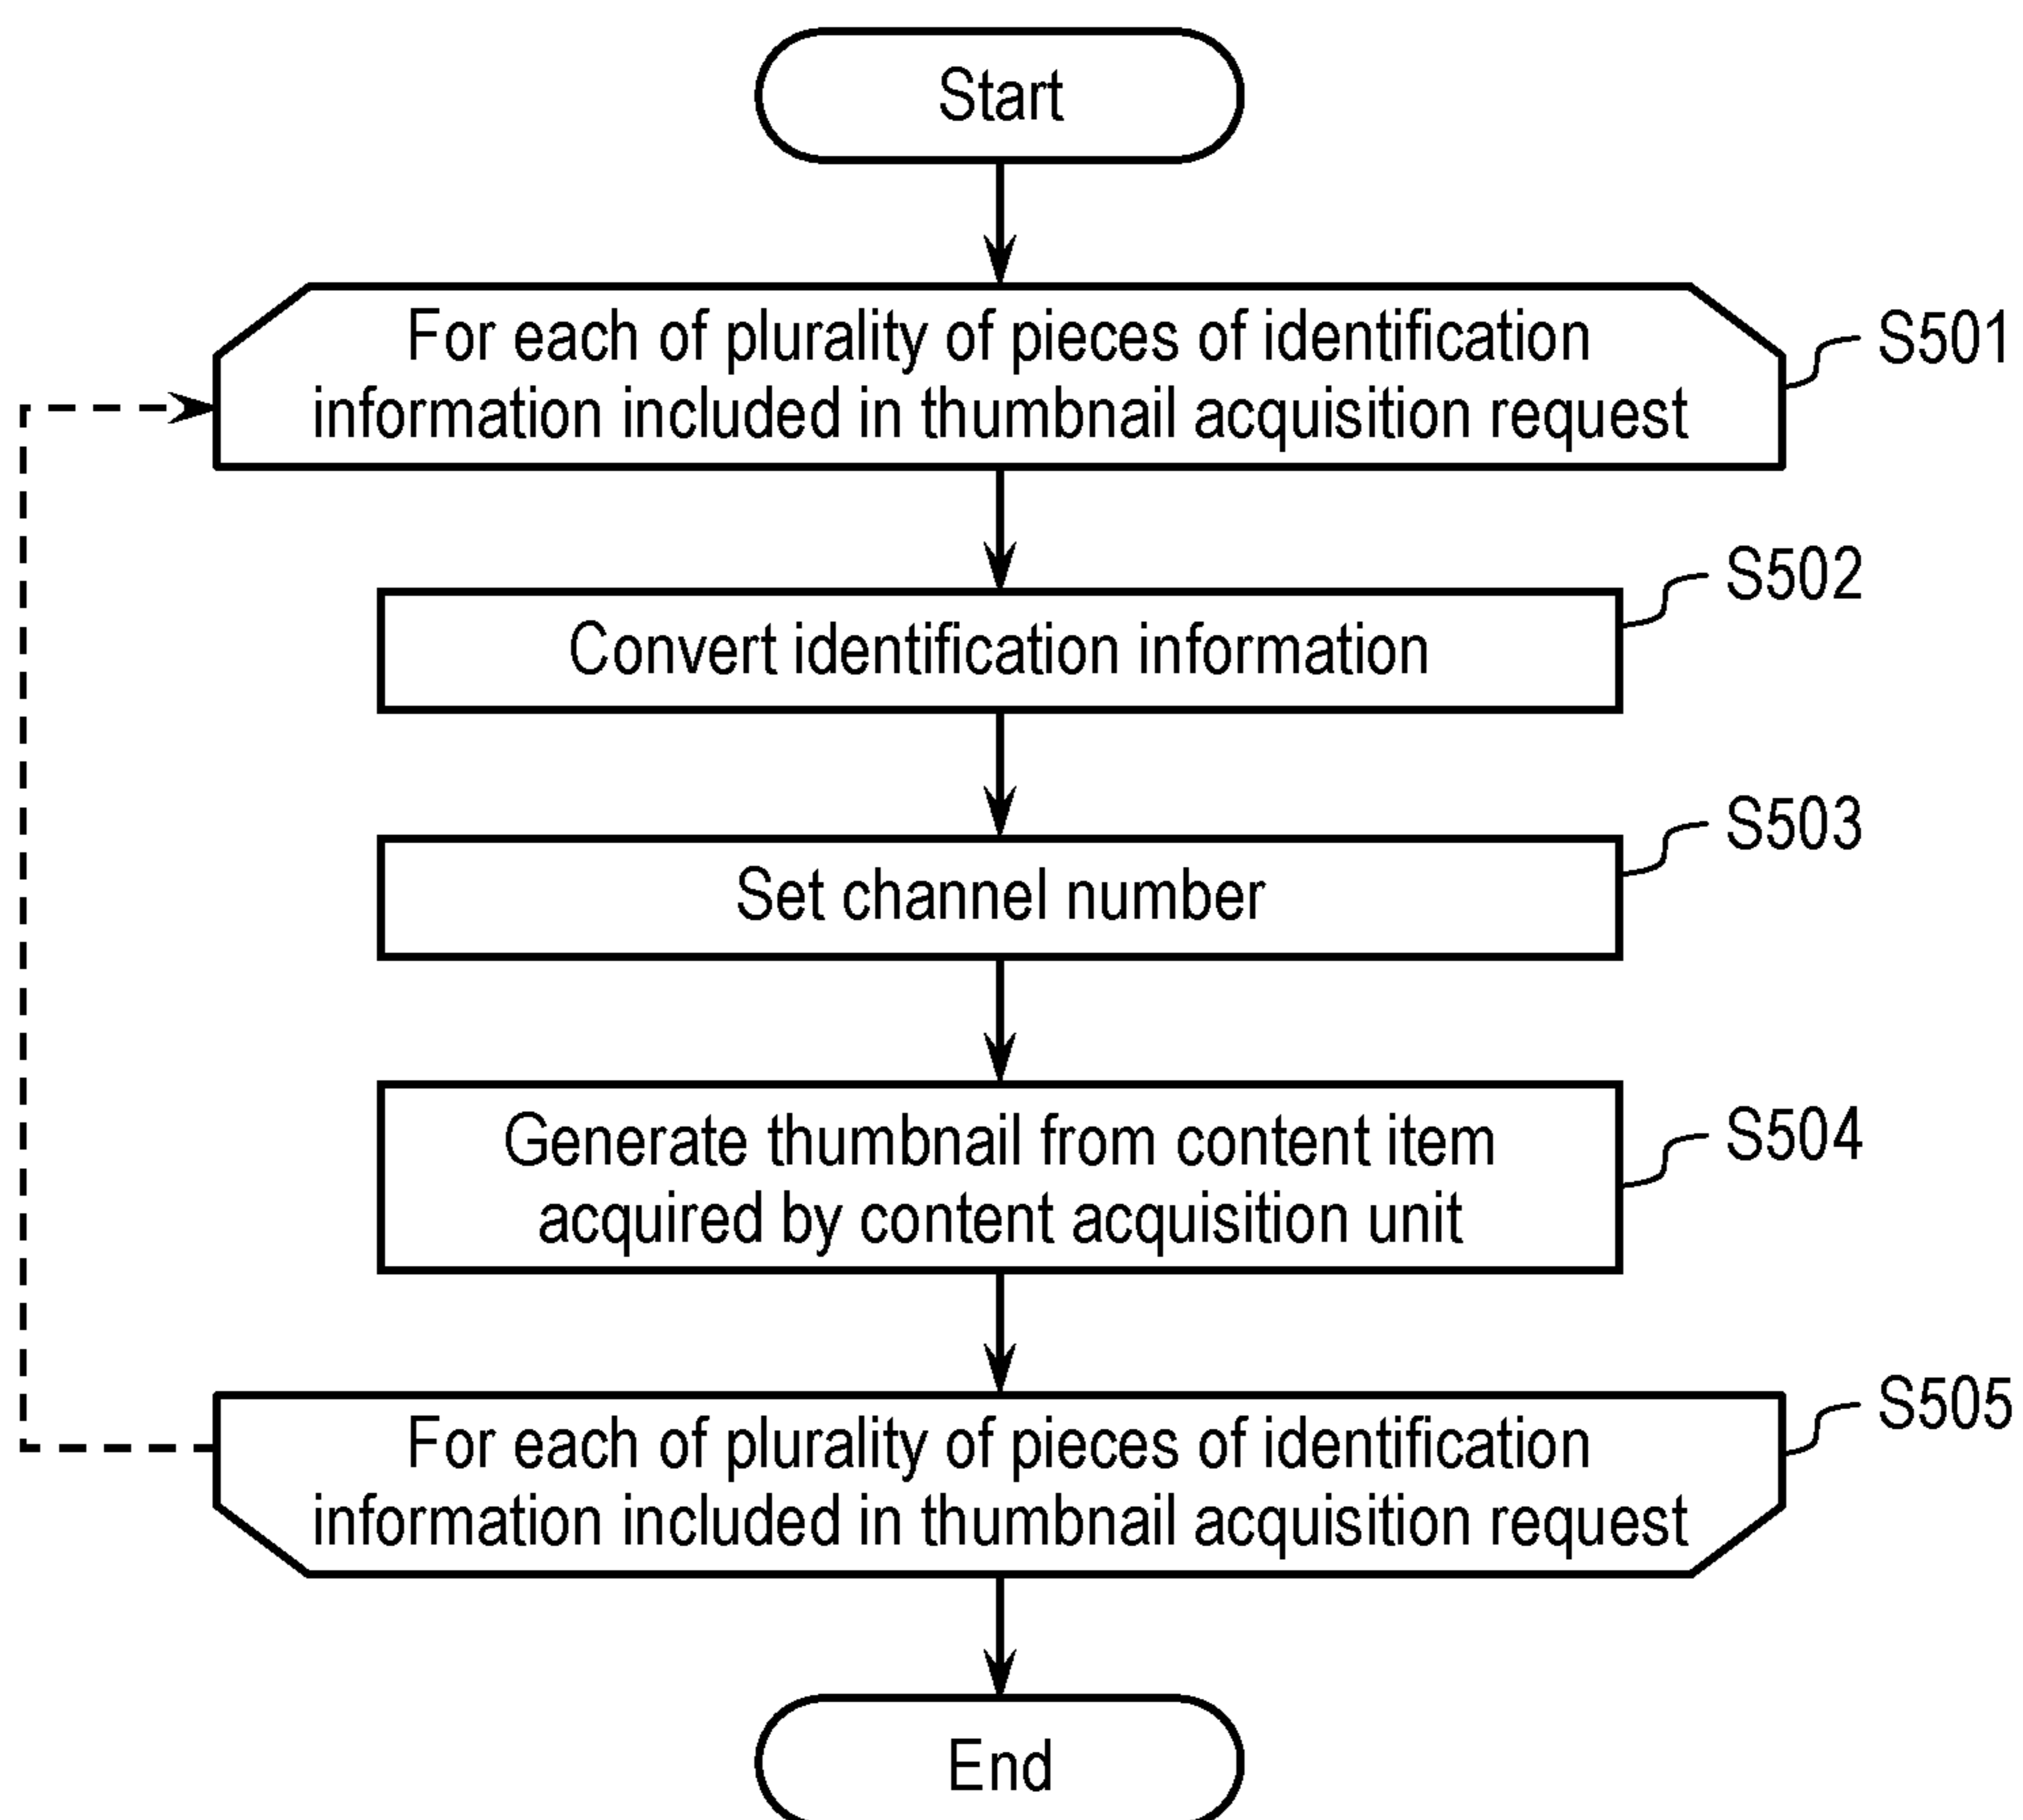 Start
For each of plurality of pieces of identification
information included in thumbnail acquisition request
S501
Convert identification information
S502
Set channel number
S503
Generate thumbnail from content item
acquired by content acquisition unit
S504
For each of plurality of pieces of identification
information included in thumbnail acquisition request
S505
End